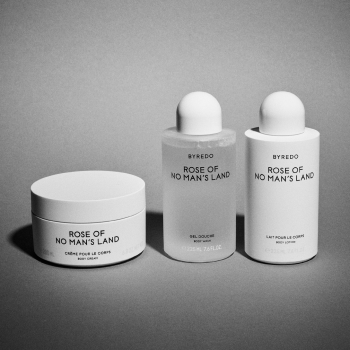 ROSE OF
NO MAN'S LAND
CRÈME POUR LE CORPS
BODY CREAM
BYREDO
ROSE OF
NO MAN'S LAND
GEL DOUCHE
BODY WASH
BYREDO
ROSE OF
NO MAN'S LAND
LAIT POUR LE CORPS
BODY LOTION